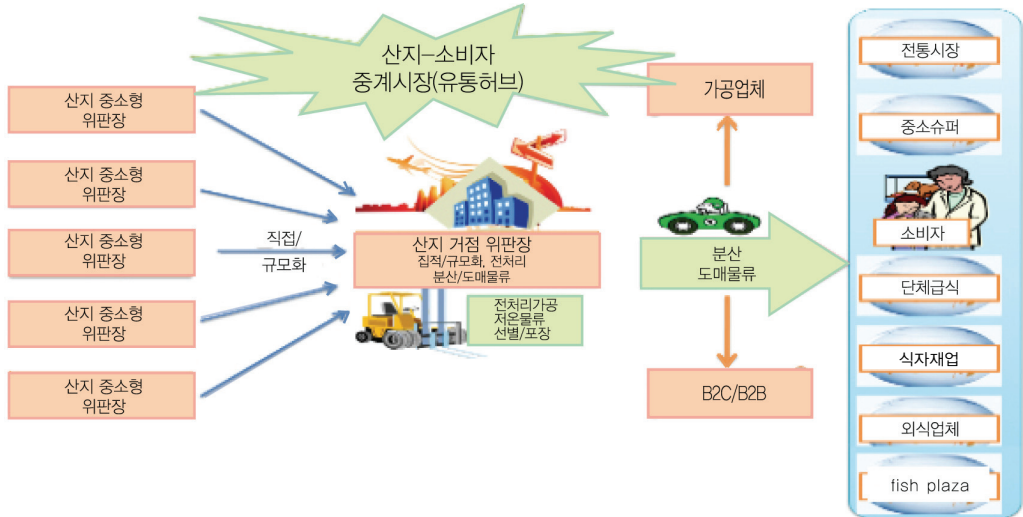 산지-소비자
중계시장(유통허브)
산지 중소형
위판장
산지 중소형
위판장
산지 중소형
위판장
산지 중소형
위판장
산지 중소형
위판장
직접/
규모화
산지 거점 위판장
집적/규모화, 전처리
분산/도매물류
전처리가공
저온물류
선별/포장
가공업체
분산
도매물류
B2C/B2B
전통시장
중소슈퍼
소비자
단체급식
식자재업
외식업체
fish plaza